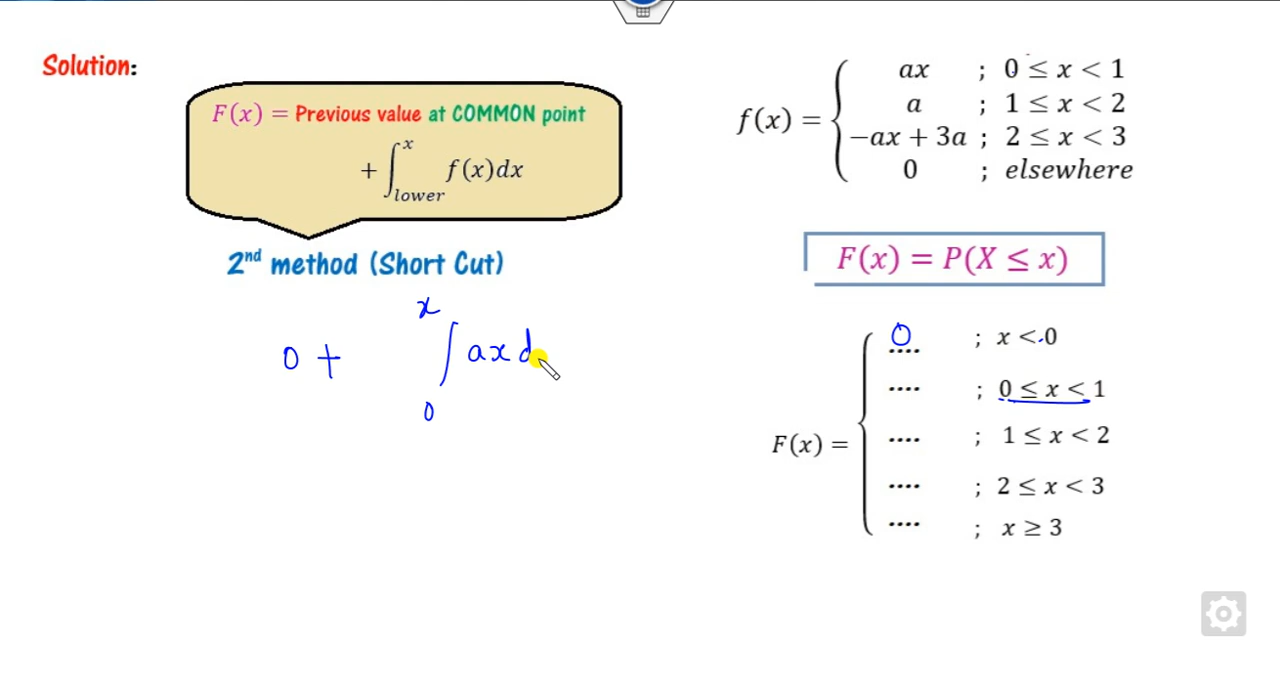 Solution:
F(x) = Previous value at COMMON point
+ ∫_lower^x f(x)dx
2nd method (Short Cut)
0 + ∫_0^x ax d
f(x) = {
ax ; 0 ≤ x < 1
a ; 1 ≤ x < 2
−ax + 3a ; 2 ≤ x < 3
0 ; elsewhere
F(x) = P(X ≤ x)
F(x) = {
0 .... ; x < 0
.... ; 0 ≤ x < 1
.... ; 1 ≤ x < 2
.... ; 2 ≤ x < 3
.... ; x ≥ 3